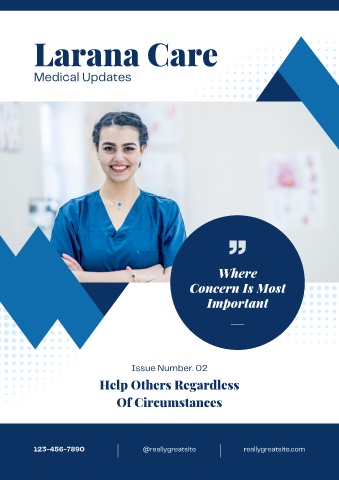 Larana Care
Medical Updates
”
Where
Concern Is Most
Important
Issue Number. 02
Help Others Regardless
Of Circumstances
123-456-7890
@reallygreatsite
reallygreatsite.com